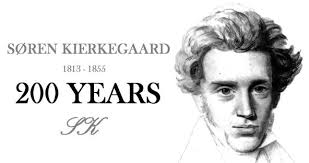 SØREN KIERKEGAARD
1813 - 1855
200 YEARS
SK